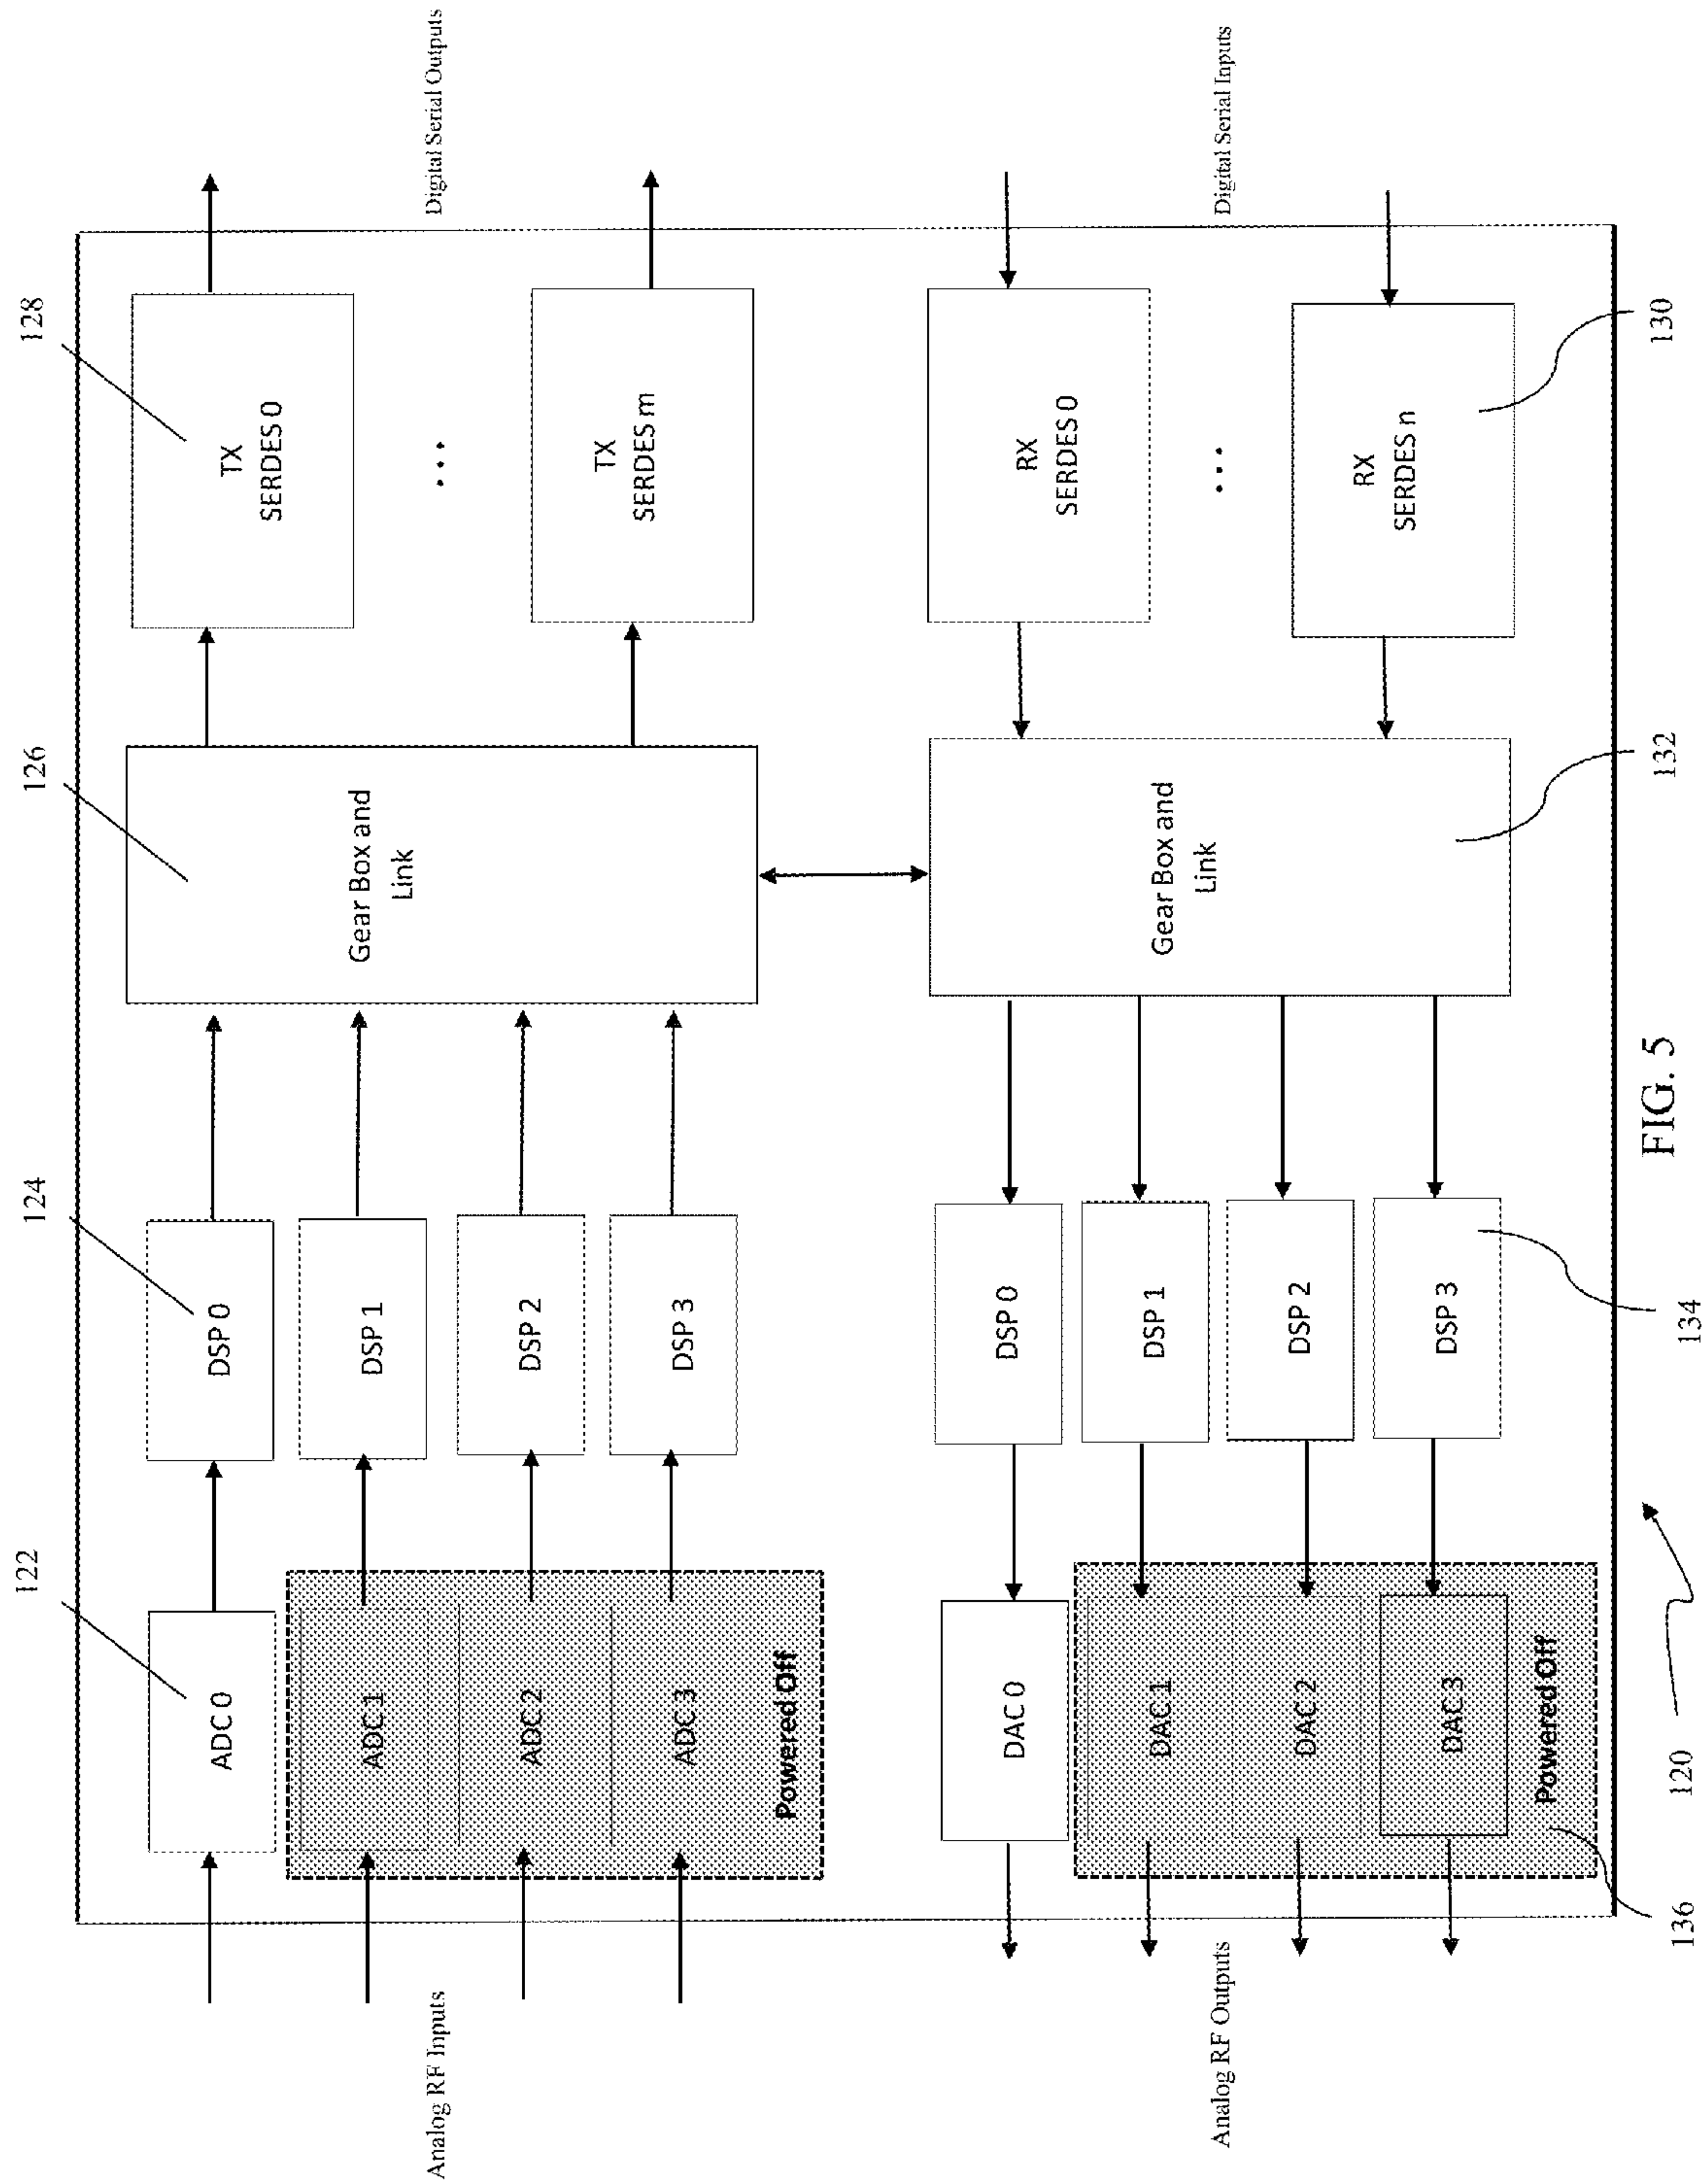 122
124
126
128
Analog RF Inputs
ADC 0
DSP 0
Gear Box and
Link
TX
SERDES 0
Digital Serial Outputs
ADC 1
DSP 1
...
ADC 2
DSP 2
TX
SERDES m
ADC 3
DSP 3
Powered Off
Analog RF Outputs
DAC 0
DSP 0
Gear Box and
Link
RX
SERDES 0
Digital Serial Inputs
DAC 1
DSP 1
...
DAC 2
DSP 2
RX
SERDES n
DAC 3
DSP 3
Powered Off
136
120
134
132
130
FIG. 5